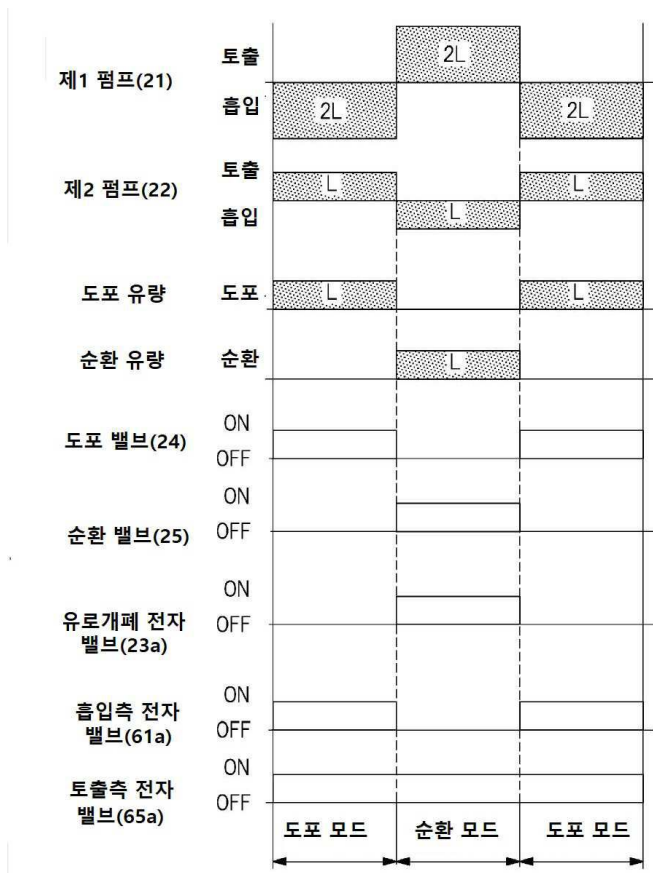 토출
제1 펌프(21)
2L
흡입
2L
2L
토출
제2 펌프(22)
L
L
흡입
L
도포 유량
도포
L
L
순환 유량
순환
L
ON
도포 밸브(24)
OFF
ON
순환 밸브(25)
OFF
ON
유로개폐 전자
밸브(23a)
OFF
ON
흡입측 전자
밸브(61a)
OFF
ON
토출측 전자
밸브(65a)
OFF
도포 모드
순환 모드
도포 모드